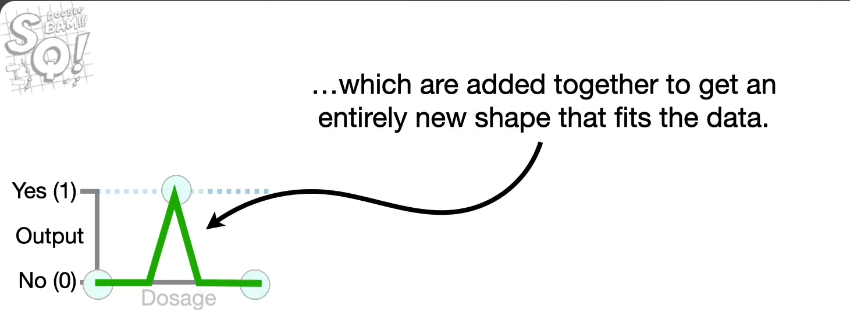 DOUBLE
BAM!!!
SQ!
…which are added together to get an
entirely new shape that fits the data.
Yes (1)
Output
No (0)
Dosage